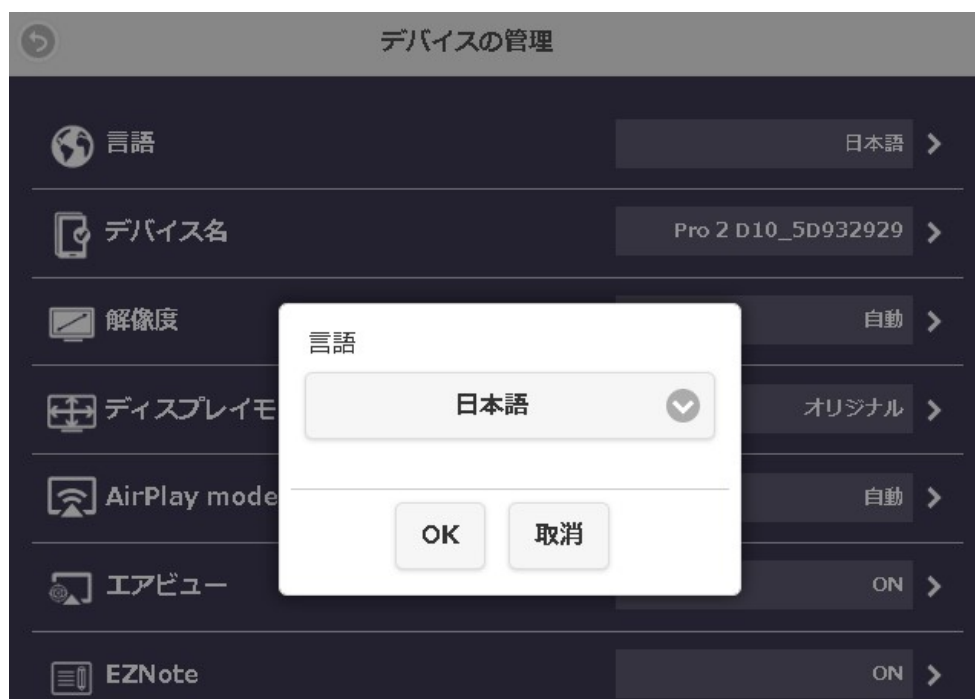 デバイスの管理
言語
日本語
デバイス名
Pro 2 D10_5D932929
解像度
自動
ディスプレイモ
オリジナル
AirPlay mode
自動
エアビュー
ON
EZNote
ON
言語
日本語
OK
取消